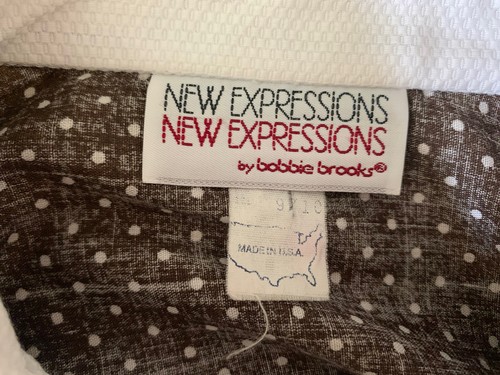 NEW EXPRESSIONS
NEW EXPRESSIONS
by bobbie brooks®
9/10
MADE IN U.S.A.